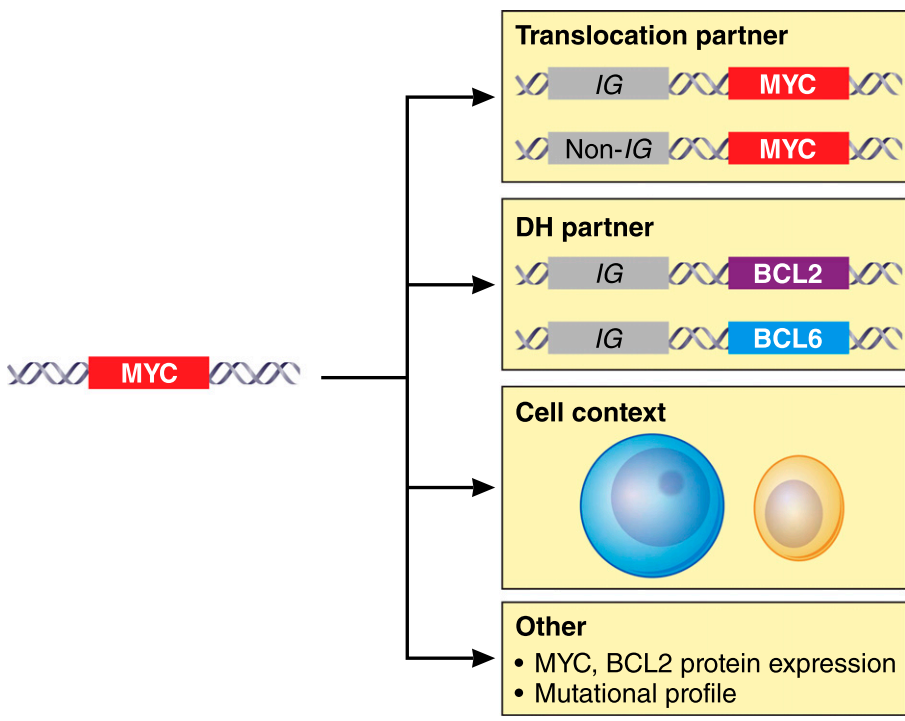 Translocation partner
IG MYC
Non-IG MYC
DH partner
IG BCL2
IG BCL6
MYC
Cell context
Other
• MYC, BCL2 protein expression
• Mutational profile